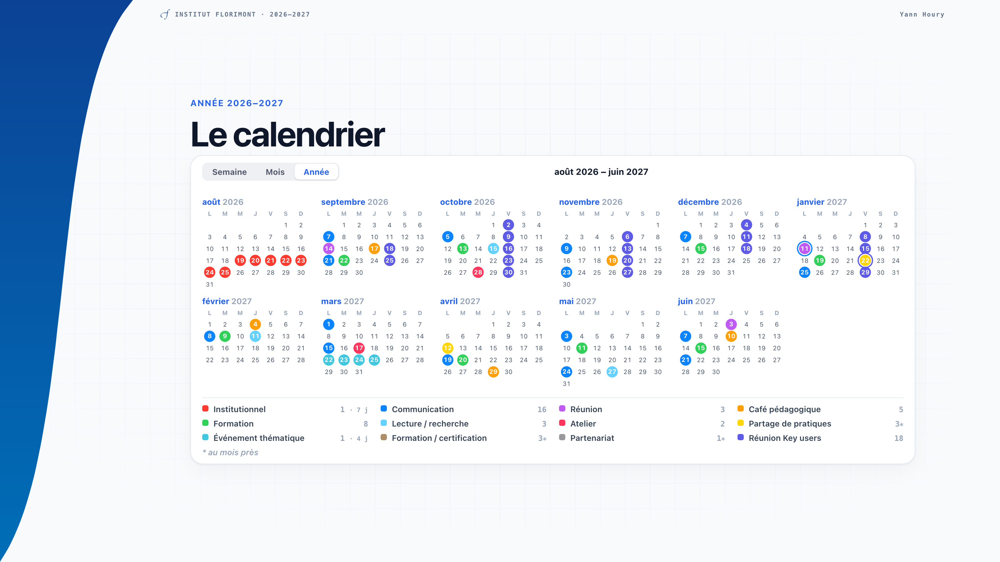 INSTITUT FLORIMONT · 2026–2027
Yann Houry
ANNÉE 2026–2027
Le calendrier
Semaine Mois Année
août 2026 – juin 2027
août 2026
L M M J V S D
1 2
3 4 5 6 7 8 9
10 11 12 13 14 15 16
17 18 19 20 21 22 23
24 25 26 27 28 29 30
31
septembre 2026
L M M J V S D
1 2 3 4 5 6
7 8 9 10 11 12 13
14 15 16 17 18 19 20
21 22 23 24 25 26 27
28 29 30
octobre 2026
L M M J V S D
1 2 3 4
5 6 7 8 9 10 11
12 13 14 15 16 17 18
19 20 21 22 23 24 25
26 27 28 29 30 31
novembre 2026
L M M J V S D
1
2 3 4 5 6 7 8
9 10 11 12 13 14 15
16 17 18 19 20 21 22
23 24 25 26 27 28 29
30
décembre 2026
L M M J V S D
1 2 3 4 5 6
7 8 9 10 11 12 13
14 15 16 17 18 19 20
21 22 23 24 25 26 27
28 29 30 31
janvier 2027
L M M J V S D
1 2 3
4 5 6 7 8 9 10
11 12 13 14 15 16 17
18 19 20 21 22 23 24
25 26 27 28 29 30 31
février 2027
L M M J V S D
1 2 3 4 5 6 7
8 9 10 11 12 13 14
15 16 17 18 19 20 21
22 23 24 25 26 27 28
mars 2027
L M M J V S D
1 2 3 4 5 6 7
8 9 10 11 12 13 14
15 16 17 18 19 20 21
22 23 24 25 26 27 28
29 30 31
avril 2027
L M M J V S D
1 2 3 4
5 6 7 8 9 10 11
12 13 14 15 16 17 18
19 20 21 22 23 24 25
26 27 28 29 30
mai 2027
L M M J V S D
1 2
3 4 5 6 7 8 9
10 11 12 13 14 15 16
17 18 19 20 21 22 23
24 25 26 27 28 29 30
31
juin 2027
L M M J V S D
1 2 3 4 5 6
7 8 9 10 11 12 13
14 15 16 17 18 19 20
21 22 23 24 25 26 27
28 29 30
Institutionnel 1 · 7 j
Communication 16
Réunion 3
Café pédagogique 5
Formation 8
Lecture / recherche 3
Atelier 2
Partage de pratiques 3*
Événement thématique 1 · 4 j
Formation / certification 3*
Partenariat 1*
Réunion Key users 18
* au mois près